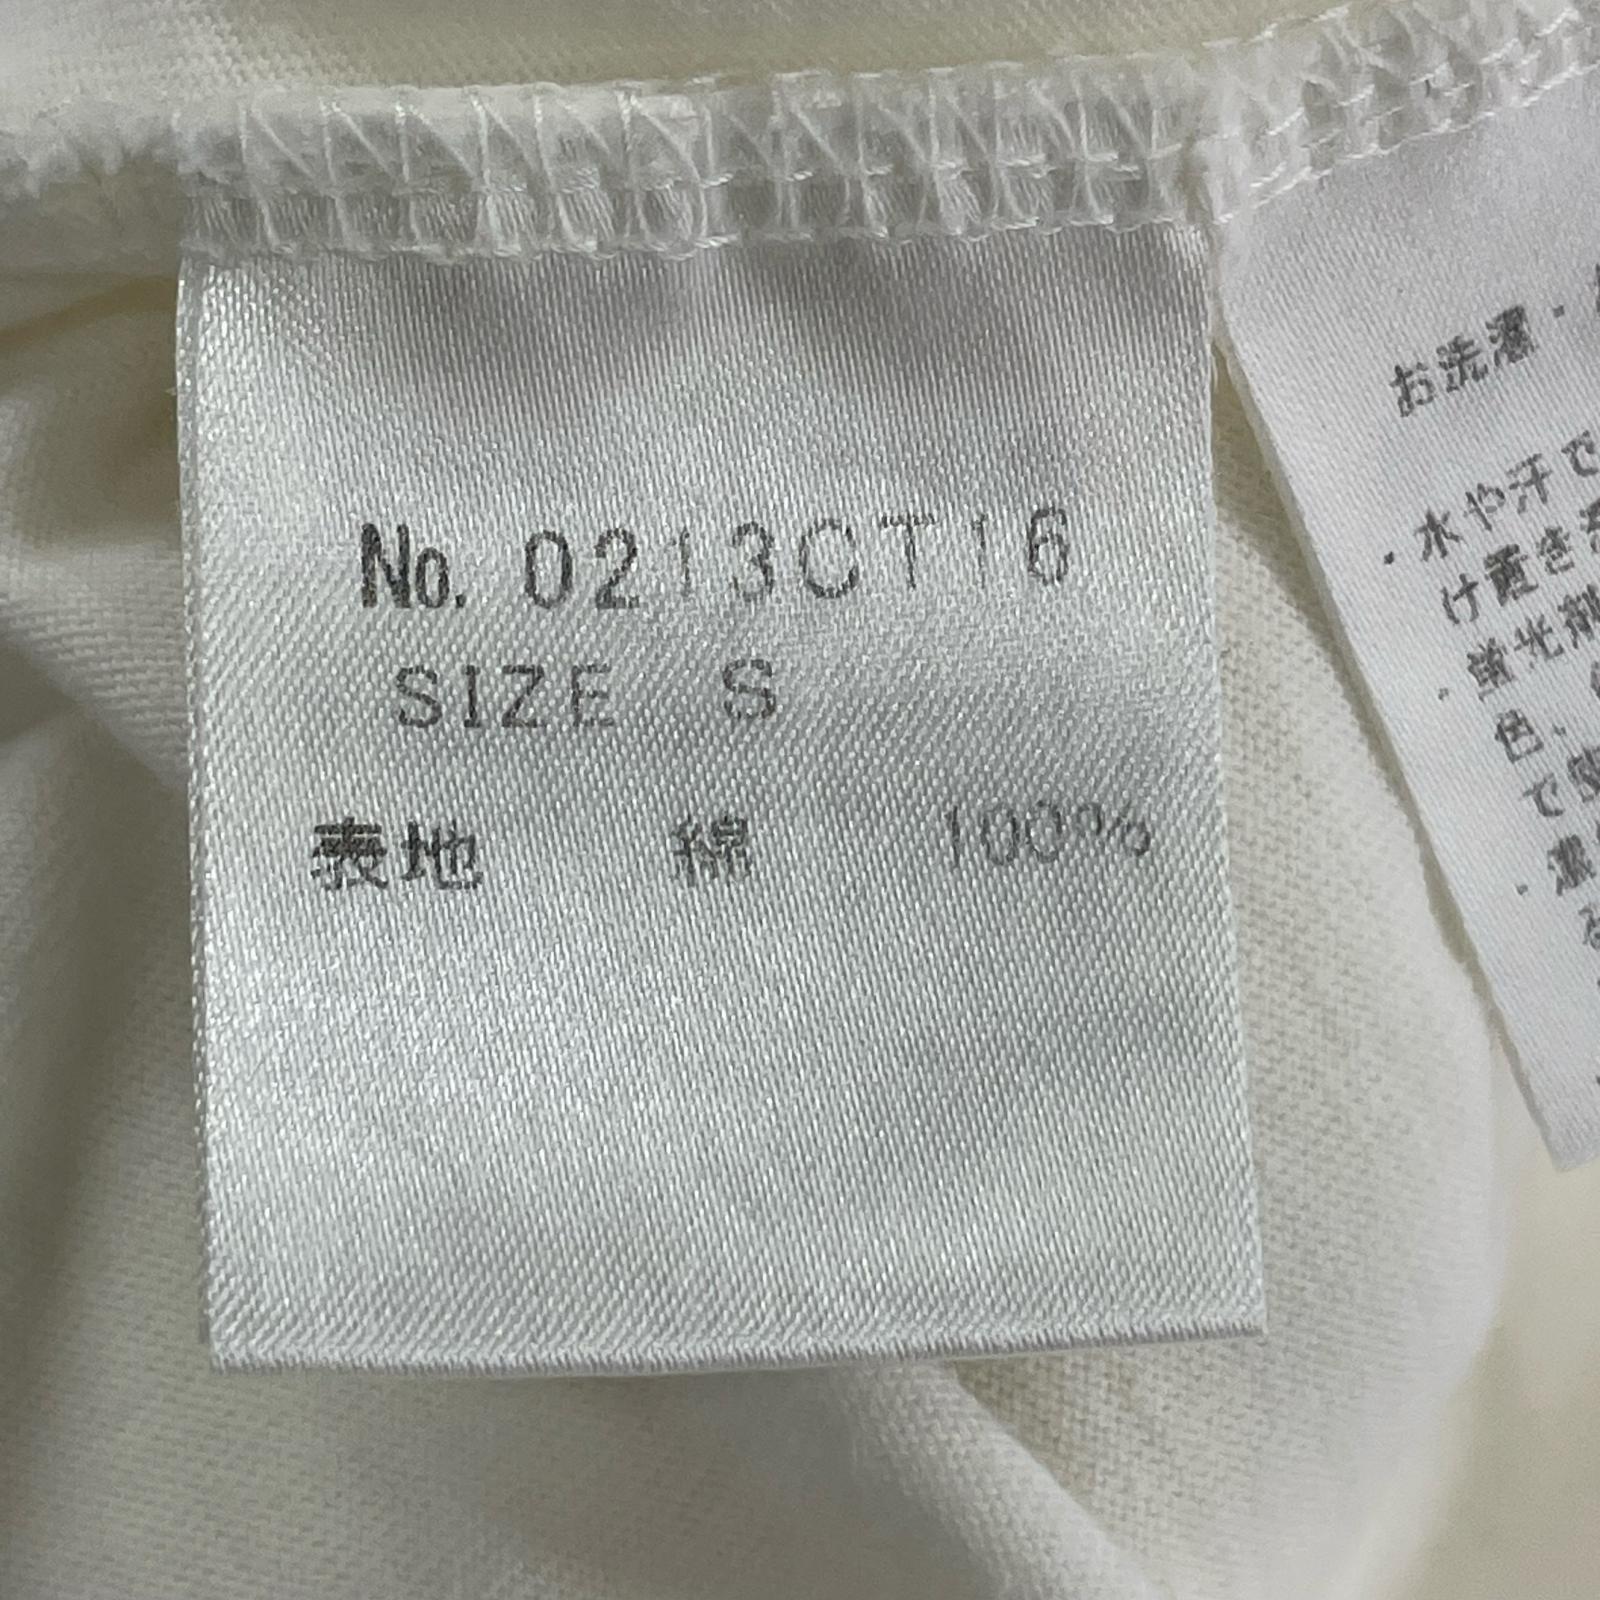 No. 0213CT16
SIZE S
表地 綿 100%
お洗濯・
・水や汗で
け置き
・蛍光剤
色、
で
・濃